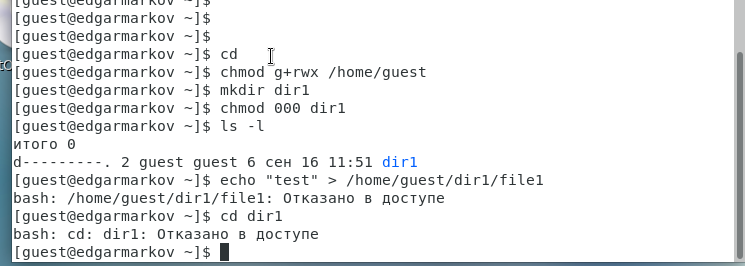 [guest@edgarmarkov ~]$
[guest@edgarmarkov ~]$
[guest@edgarmarkov ~]$
[guest@edgarmarkov ~]$ cd
[guest@edgarmarkov ~]$ chmod g+rwx /home/guest
[guest@edgarmarkov ~]$ mkdir dir1
[guest@edgarmarkov ~]$ chmod 000 dir1
[guest@edgarmarkov ~]$ ls -l
итого 0
d---------. 2 guest guest 6 сен 16 11:51 dir1
[guest@edgarmarkov ~]$ echo "test" > /home/guest/dir1/file1
bash: /home/guest/dir1/file1: Отказано в доступе
[guest@edgarmarkov ~]$ cd dir1
bash: cd: dir1: Отказано в доступе
[guest@edgarmarkov ~]$